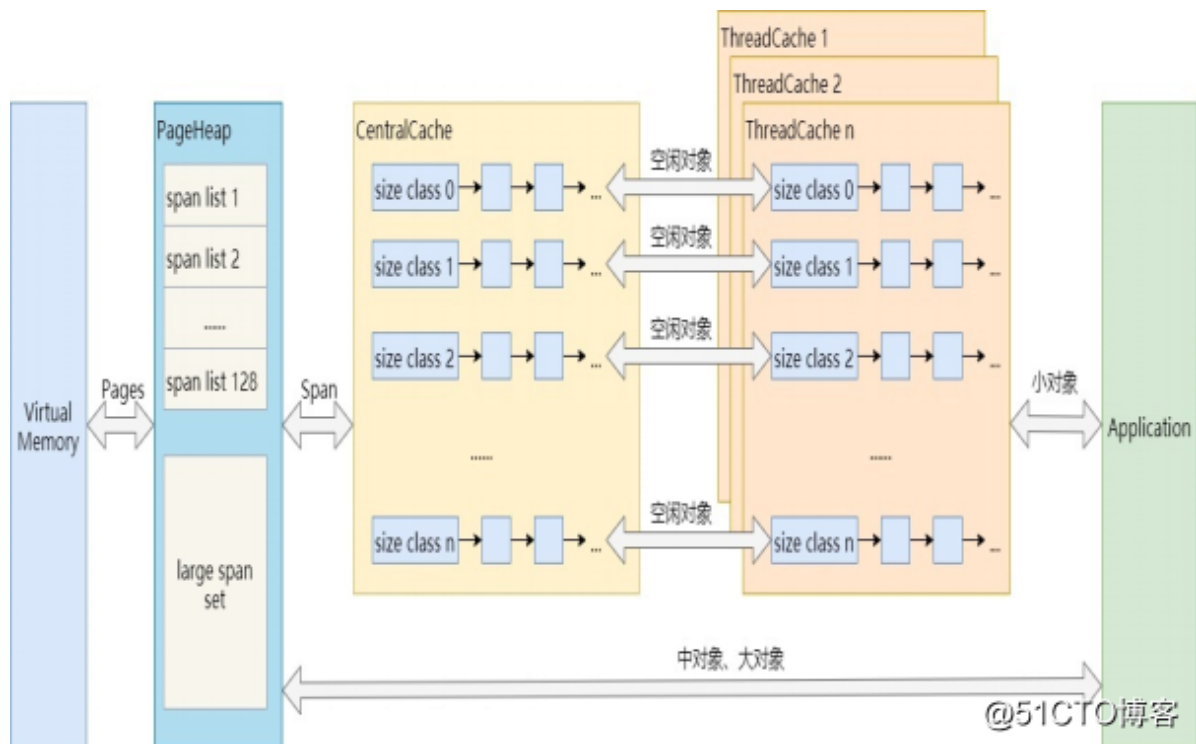 ThreadCache 1
ThreadCache 2
ThreadCache n
PageHeap
span list 1
span list 2
......
span list 128
large span
set
Virtual
Memory
Pages
Span
CentralCache
size class 0
...
size class 1
...
size class 2
...
......
size class n
...
空闲对象
空闲对象
空闲对象
空闲对象
size class 0
...
size class 1
...
size class 2
...
......
size class n
...
小对象
Application
中对象、大对象
@51CTO博客